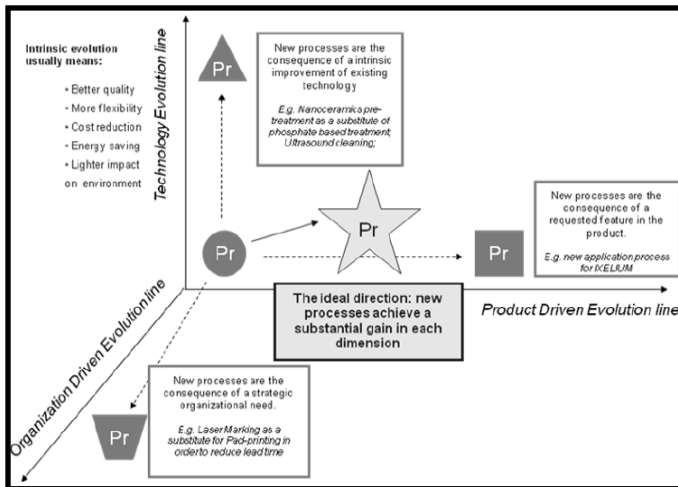 Intrinsic evolution
usually means:
- Better quality
- More flexibility
- Cost reduction
- Energy saving
- Lighter impact
on environment
Technology Evolution line
Pr
New processes are the
consequence of a intrinsic
improvement of existing
technology
E.g. Nanoceramics pre-
treatment as a substitute of
phosphate based treatment;
Ultrasound cleaning;
Pr
Pr
Pr
New processes are the
consequence of a
requested feature in the
product.
E.g. new application process
for IXELIUM
The ideal direction: new
processes achieve a
substantial gain in each
dimension
Product Driven Evolution line
Organization Driven Evolution line
Pr
New processes are the
consequence of a strategic
organizational need.
E.g. Laser Marking as a
substitute for Pad-printing in
order to reduce lead time